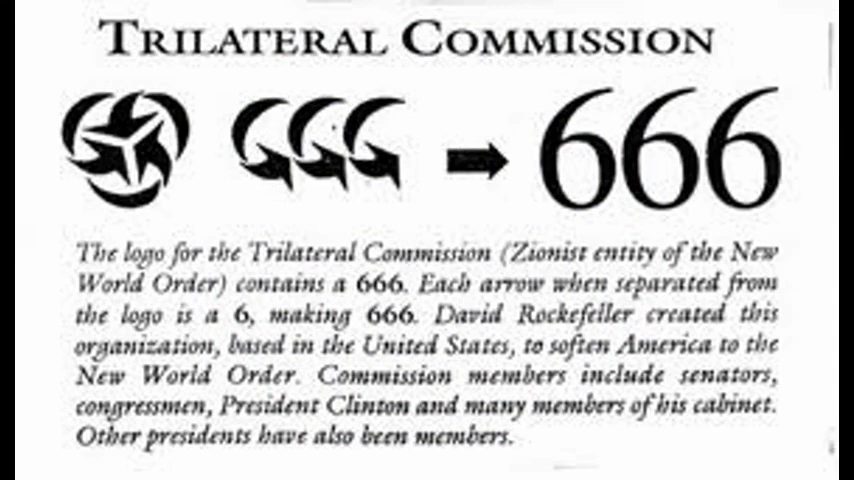 TRILATERAL COMMISSION
666
The logo for the Trilateral Commission (Zionist entity of the New
World Order) contains a 666. Each arrow when separated from
the logo is a 6, making 666. David Rockefeller created this
organization, based in the United States, to soften America to the
New World Order. Commission members include senators,
congressmen, President Clinton and many members of his cabinet.
Other presidents have also been members.